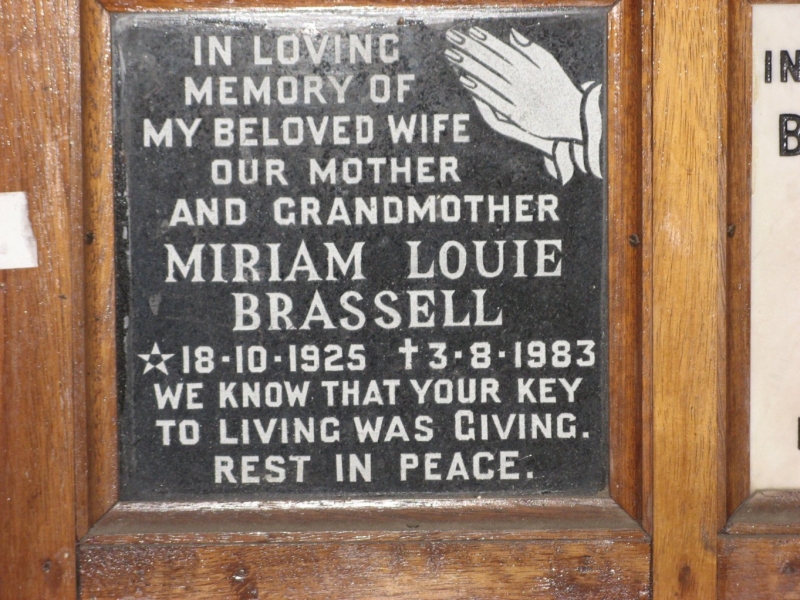 IN LOVING
MEMORY OF
MY BELOVED WIFE
OUR MOTHER
AND GRANDMOTHER
MIRIAM LOUIE
BRASSELL
☆18-10-1925 †3-8-1983
WE KNOW THAT YOUR KEY
TO LIVING WAS GIVING.
REST IN PEACE.
IN